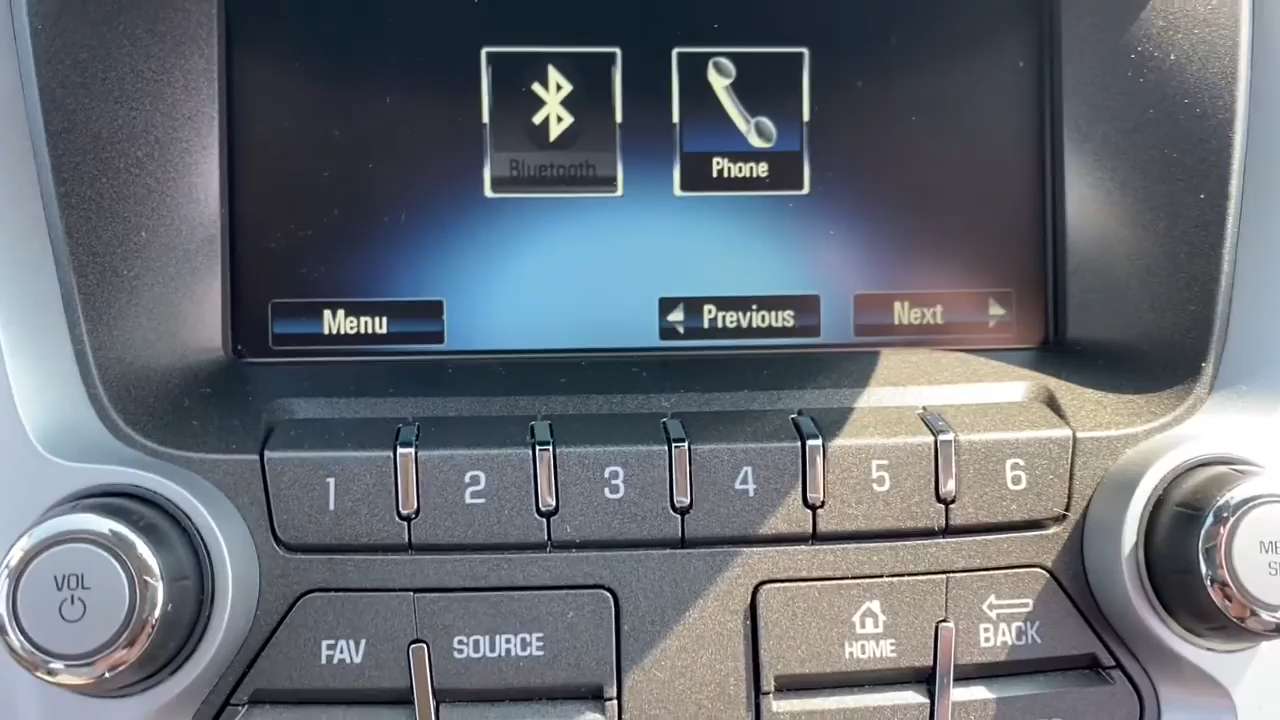 Bluetooth
Phone
Menu
Previous
Next
1
2
3
4
5
6
VOL
FAV
SOURCE
HOME
BACK